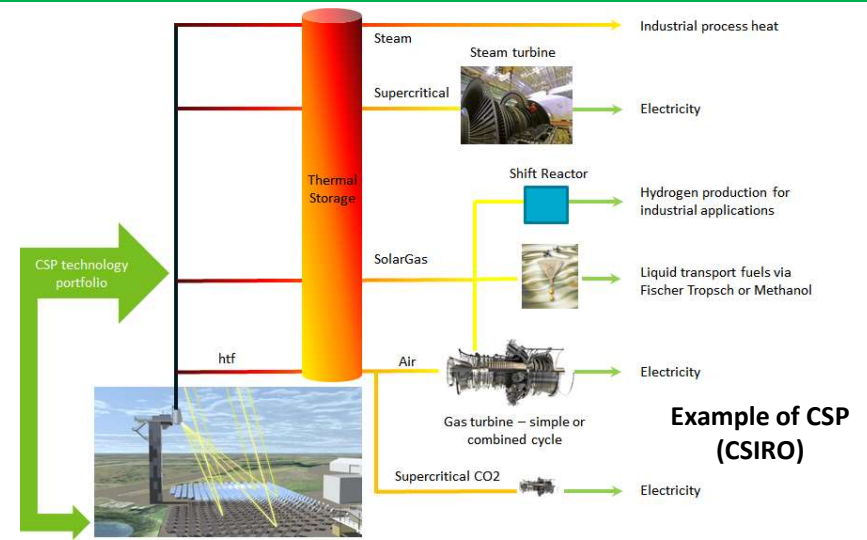 Steam
Industrial process heat
Steam turbine
Supercritical
Electricity
Thermal
Storage
Shift Reactor
Hydrogen production for
industrial applications
CSP technology
portfolio
SolarGas
Liquid transport fuels via
Fischer Tropsch or Methanol
htf
Air
Electricity
Gas turbine – simple or
combined cycle
Example of CSP
(CSIRO)
Supercritical CO2
Electricity